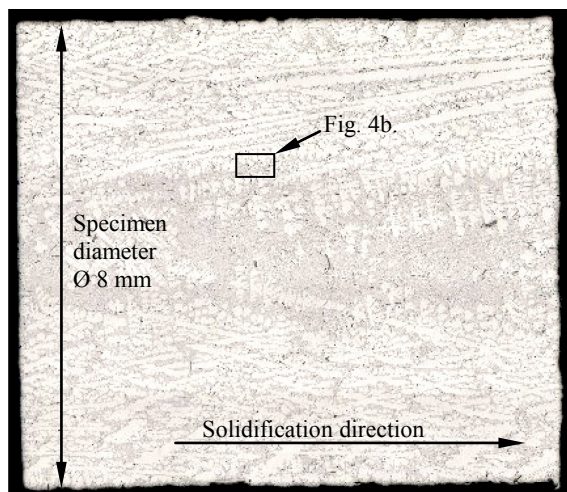 Fig. 4b.
Specimen
diameter
Ø 8 mm
Solidification direction